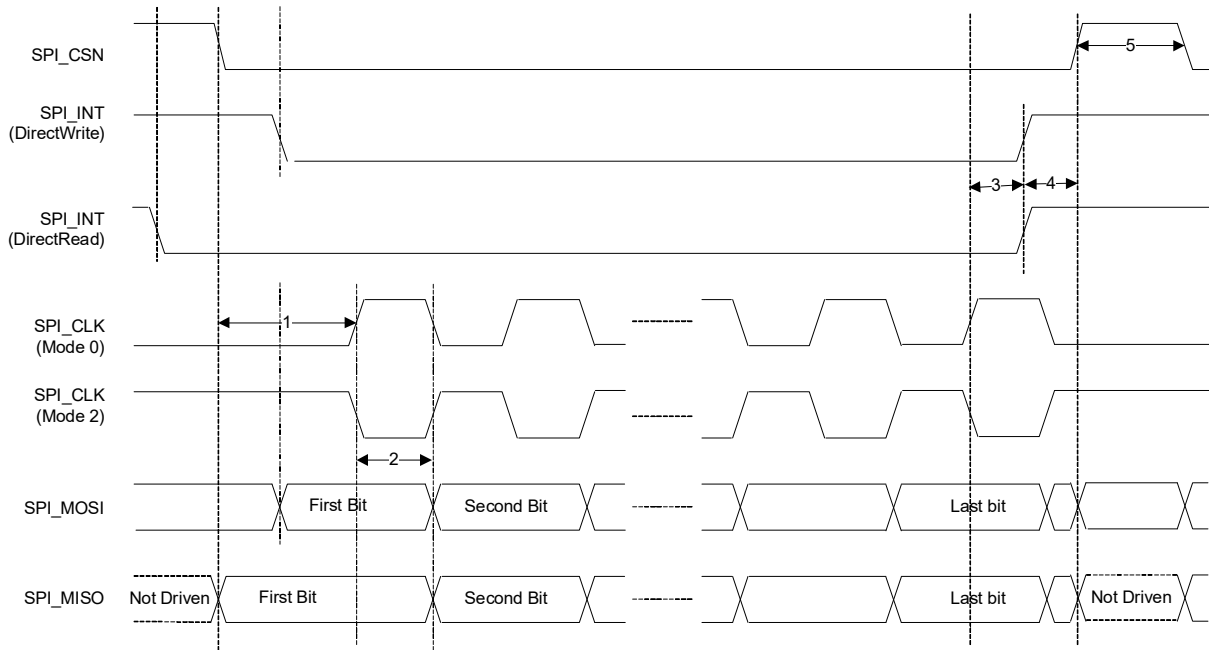 SPI_CSN
5
SPI_INT
(DirectWrite)
3
4
SPI_INT
(DirectRead)
1
SPI_CLK
(Mode 0)
SPI_CLK
(Mode 2)
2
SPI_MOSI
First Bit
Second Bit
Last bit
SPI_MISO
Not Driven
First Bit
Second Bit
Last bit
Not Driven